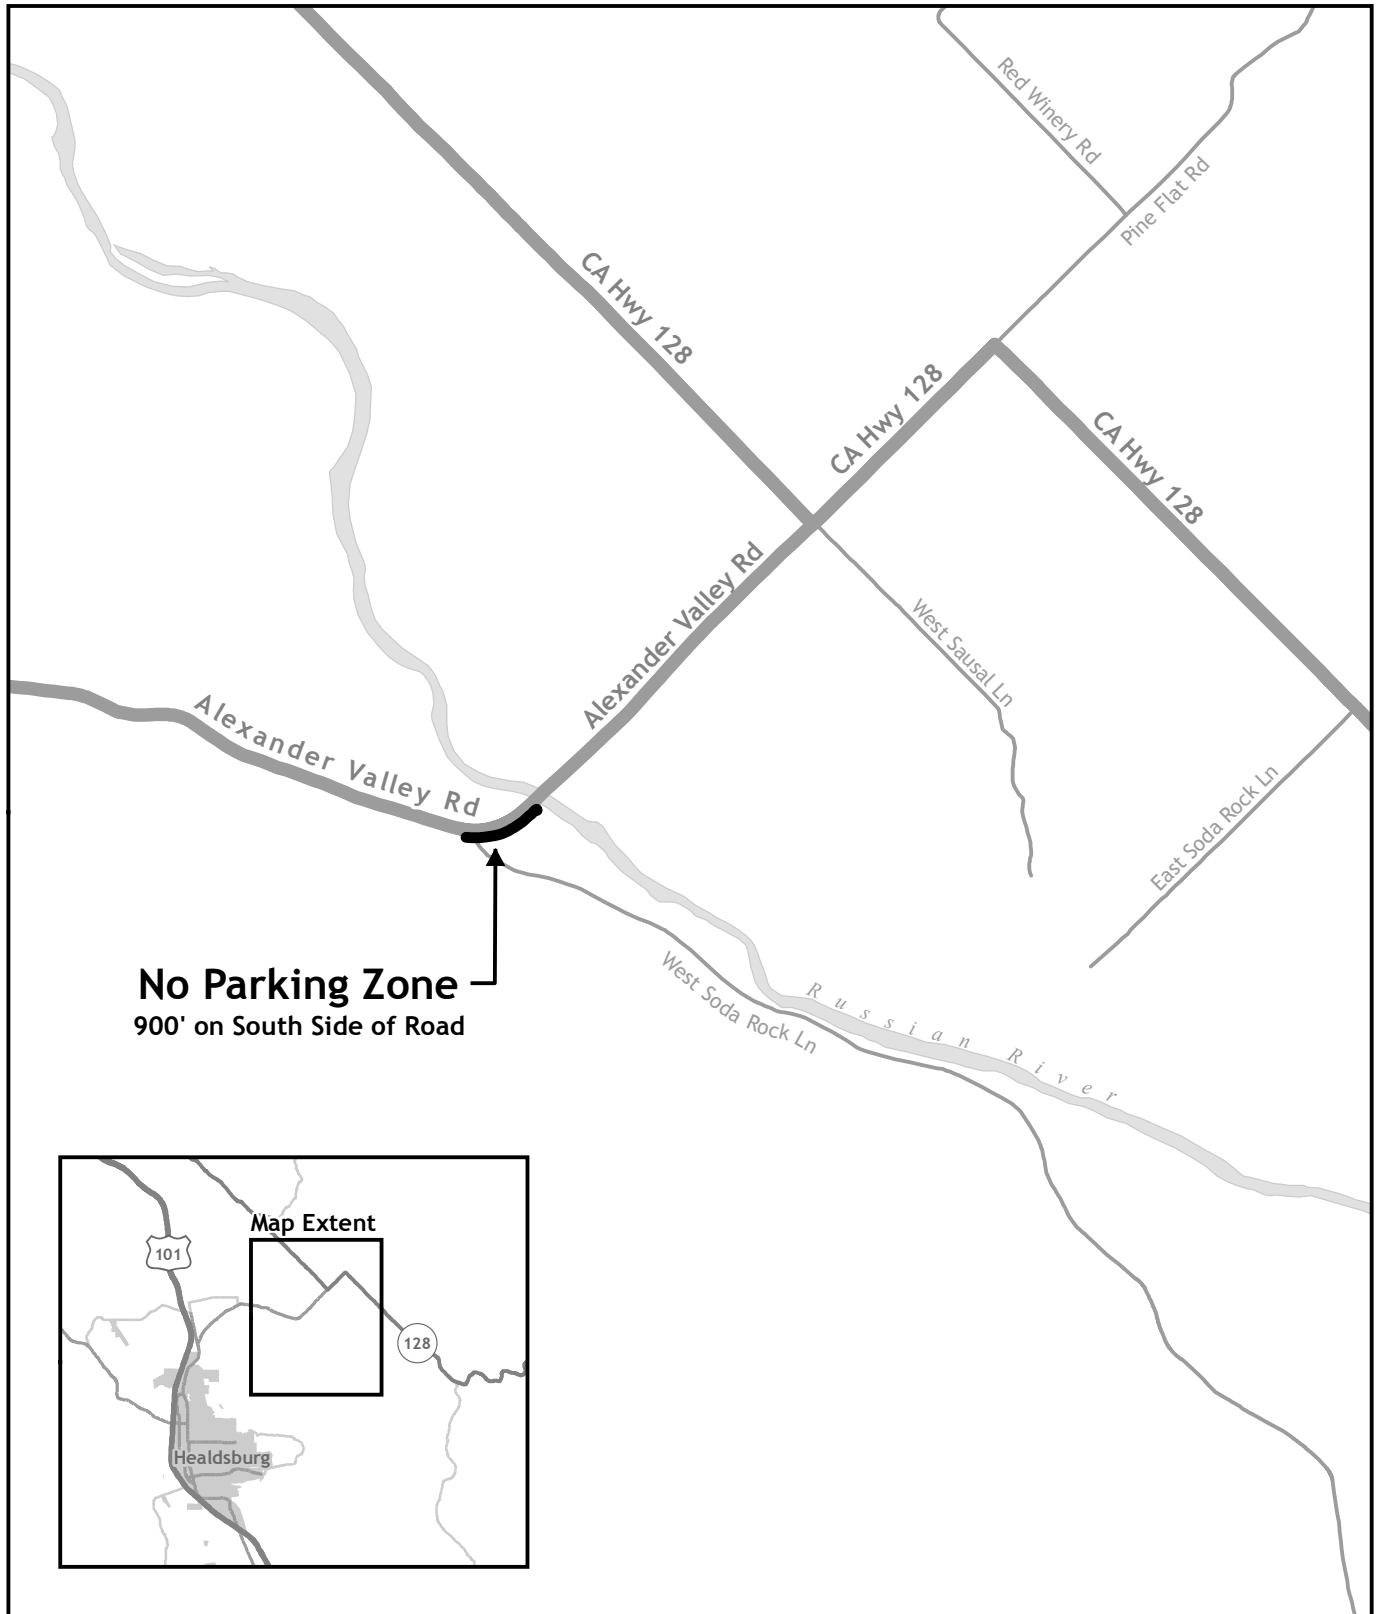 Red Winery Rd
Pine Flat Rd
CA Hwy 128
CA Hwy 128
CA Hwy 128
Alexander Valley Rd
West Sausal Ln
Alexander Valley Rd
East Soda Rock Ln
No Parking Zone
900' on South Side of Road
West Soda Rock Ln
Russian River
Map Extent
101
128
Healdsburg